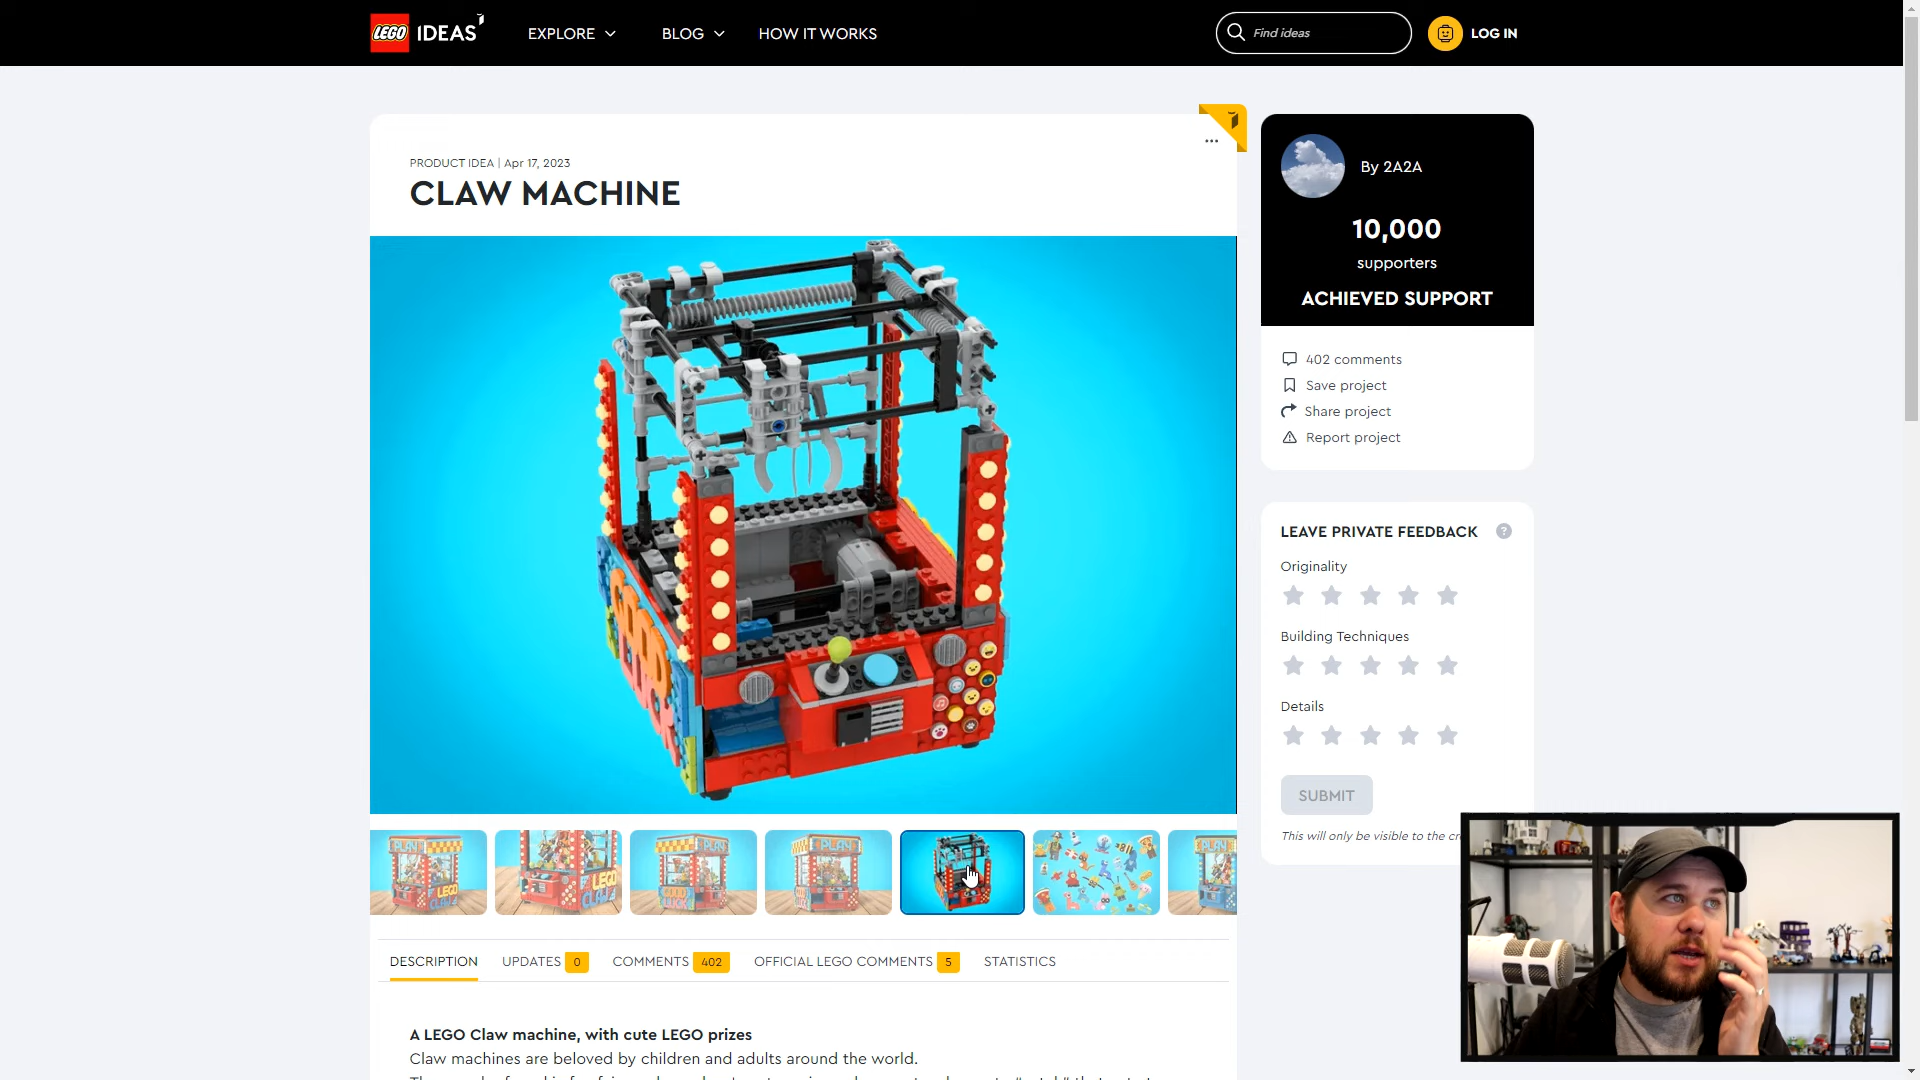 LEGO IDEAS
EXPLORE
BLOG
HOW IT WORKS
Find ideas
LOG IN
PRODUCT IDEA | Apr 17, 2023
CLAW MACHINE
By 2A2A
10,000
supporters
ACHIEVED SUPPORT
402 comments
Save project
Share project
Report project
LEAVE PRIVATE FEEDBACK ?
Originality
Building Techniques
Details
SUBMIT
This will only be visible to the
DESCRIPTION
UPDATES 0
COMMENTS 402
OFFICIAL LEGO COMMENTS 5
STATISTICS
A LEGO Claw machine, with cute LEGO prizes
Claw machines are beloved by children and adults around the world.